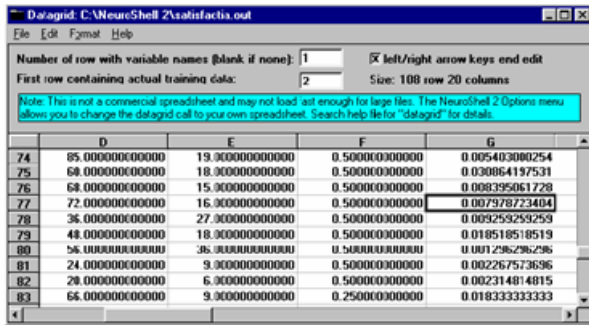 Datagrid: C:\NeuroShell 2\satisfactia.out
File Edit Format Help
Number of row with variable names (blank if none): 1 left/right arrow keys end edit
First row containing actual training data: 2 Size: 108 row 20 columns
Note: This is not a commercial spreadsheet and may not load fast enough for large files. The NeuroShell 2 Options menu
allows you to change the datagrid call to your own spreadsheet. Search help file for "datagrid" for details.
D E F G
74 85.000000000000 19.000000000000 0.500000000000 0.005403000254
75 60.000000000000 18.000000000000 0.500000000000 0.030864197531
76 68.000000000000 15.000000000000 0.500000000000 0.008395061728
77 72.000000000000 16.000000000000 0.500000000000 0.007978723404
78 36.000000000000 27.000000000000 0.500000000000 0.009259259259
79 48.000000000000 18.000000000000 0.500000000000 0.018518518519
80 56.000000000000 36.000000000000 0.500000000000 0.001296296296
81 24.000000000000 9.000000000000 0.500000000000 0.002267573696
82 20.000000000000 6.000000000000 0.500000000000 0.002314814815
83 66.000000000000 9.000000000000 0.250000000000 0.018333333333